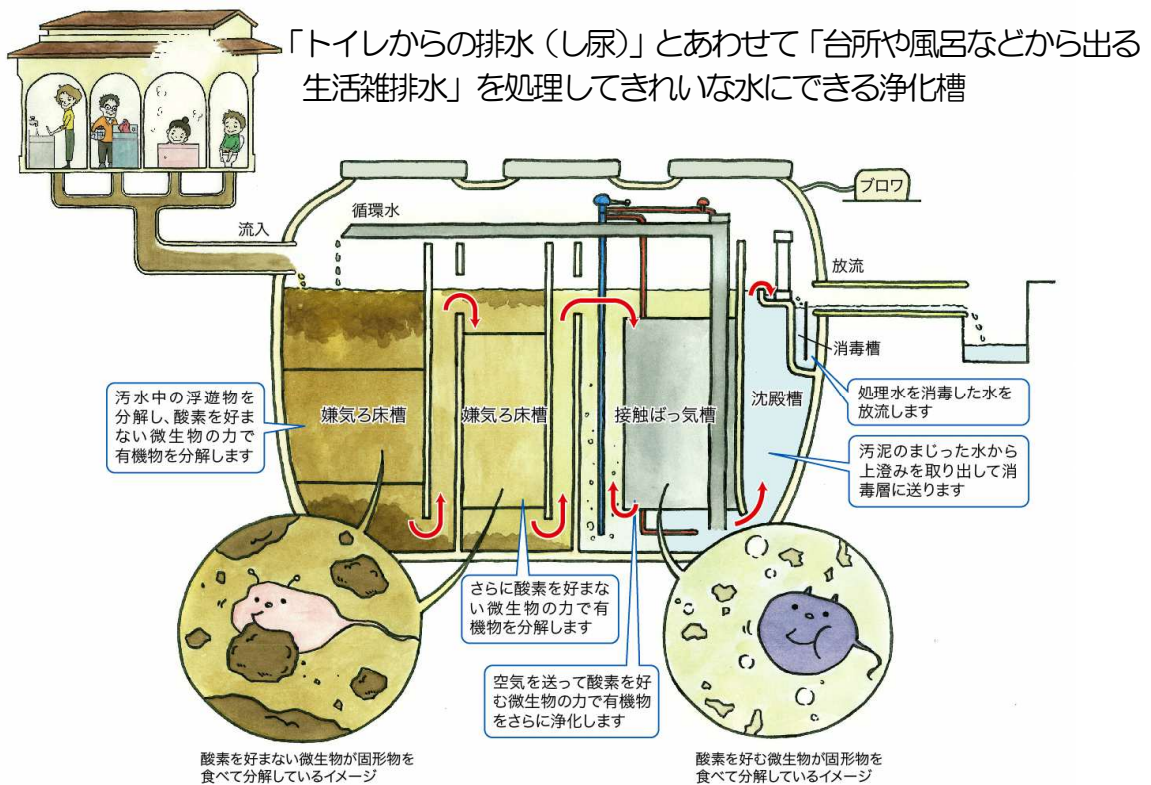 「トイレからの排水（し尿）」とあわせて「台所や風呂などから出る
生活雑排水」を処理してきれいな水にできる浄化槽
ブロワ
循環水
流入
放流
消毒槽
汚水中の浮遊物を
分解し、酸素を好ま
ない微生物の力で
有機物を分解します
嫌気ろ床槽
嫌気ろ床槽
接触ばっ気槽
沈殿槽
処理水を消毒した水を
放流します
汚泥のまじった水から
上澄みを取り出して消
毒層に送ります
さらに酸素を好まな
い微生物の力で有
機物を分解します
空気を送って酸素を好
む微生物の力で有機物
をさらに浄化します
酸素を好まない微生物が固形物を
食べて分解しているイメージ
酸素を好む微生物が固形物を
食べて分解しているイメージ